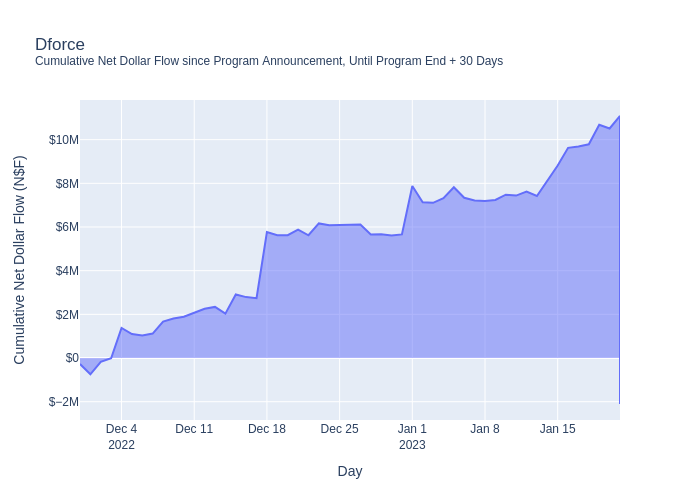 Dforce
Cumulative Net Dollar Flow since Program Announcement, Until Program End + 30 Days
Cumulative Net Dollar Flow (N$F)
$10M
$8M
$6M
$4M
$2M
$0
$−2M
Dec 4 Dec 11 Dec 18 Dec 25 Jan 1 Jan 8 Jan 15
2022 2023
Day